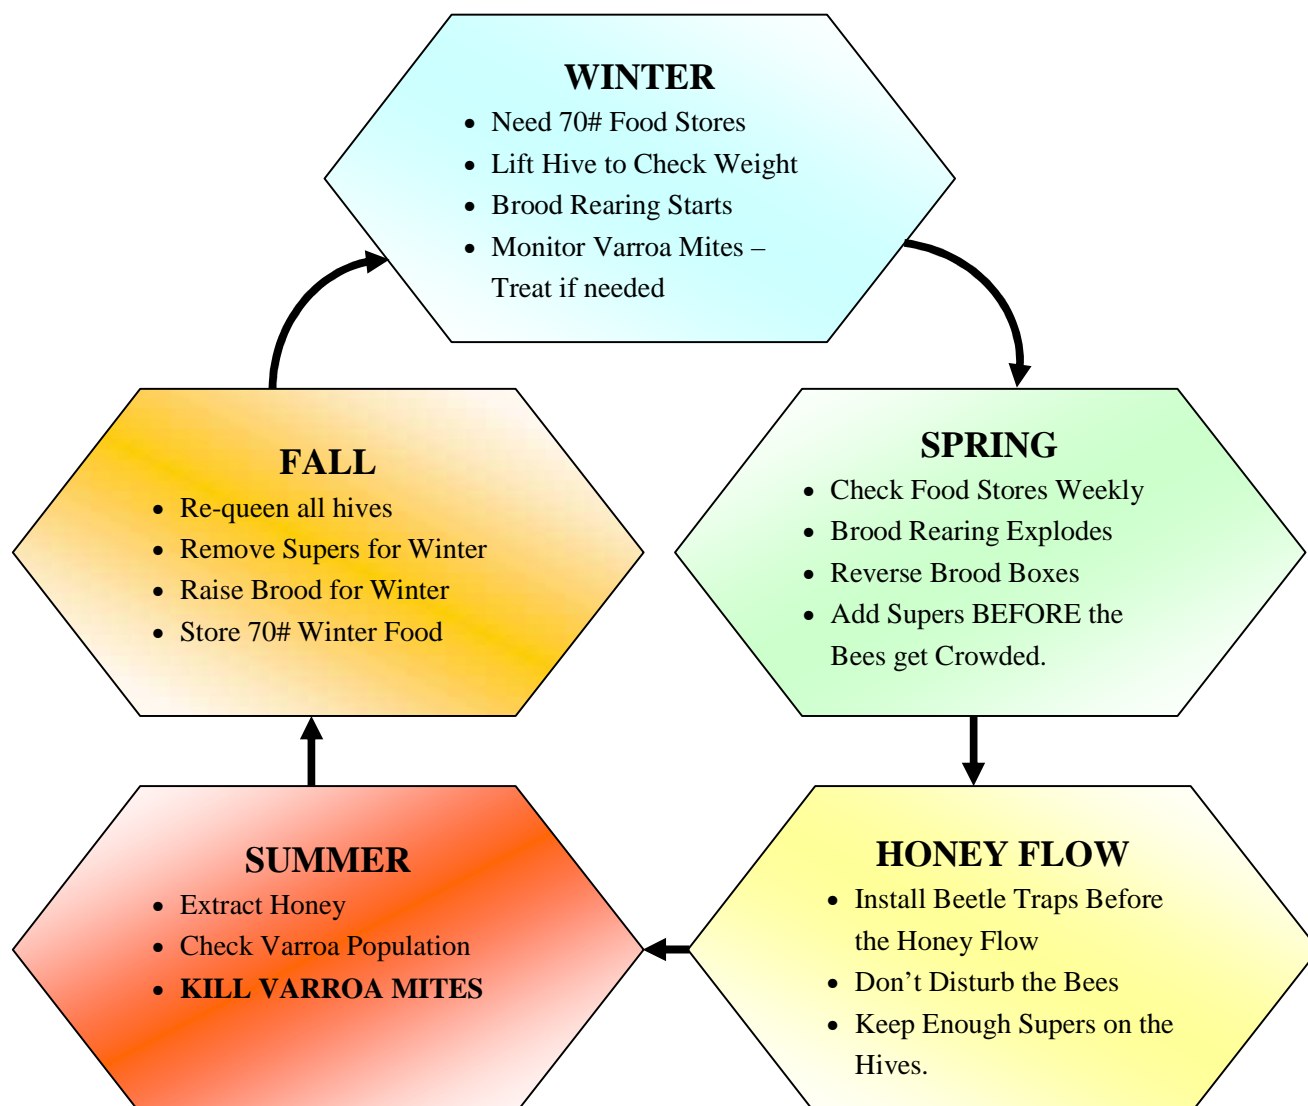 WINTER
• Need 70# Food Stores
• Lift Hive to Check Weight
• Brood Rearing Starts
• Monitor Varroa Mites –
Treat if needed
SPRING
• Check Food Stores Weekly
• Brood Rearing Explodes
• Reverse Brood Boxes
• Add Supers BEFORE the
Bees get Crowded.
HONEY FLOW
• Install Beetle Traps Before
the Honey Flow
• Don’t Disturb the Bees
• Keep Enough Supers on the
Hives.
SUMMER
• Extract Honey
• Check Varroa Population
• KILL VARROA MITES
FALL
• Re-queen all hives
• Remove Supers for Winter
• Raise Brood for Winter
• Store 70# Winter Food